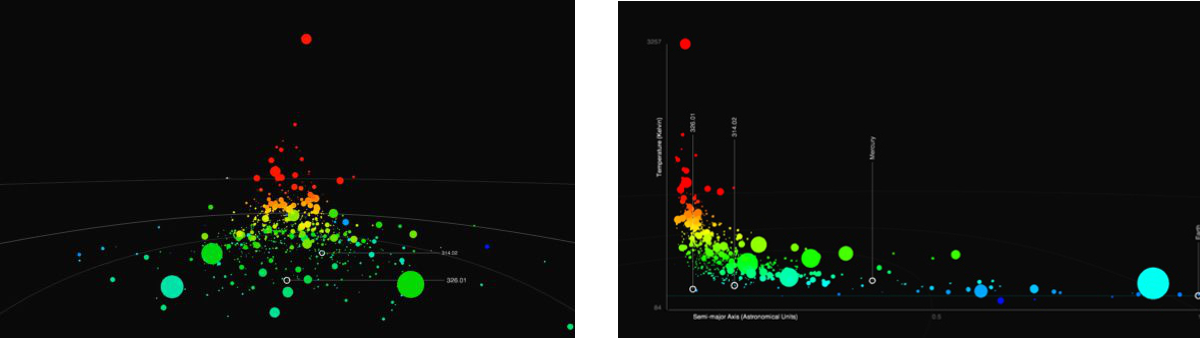 314.02
326.01
3257
Temperature (Kelvin)
326.01
314.02
Mercury
Earth
84
Semi-major Axis (Astronomical Units)
0.5